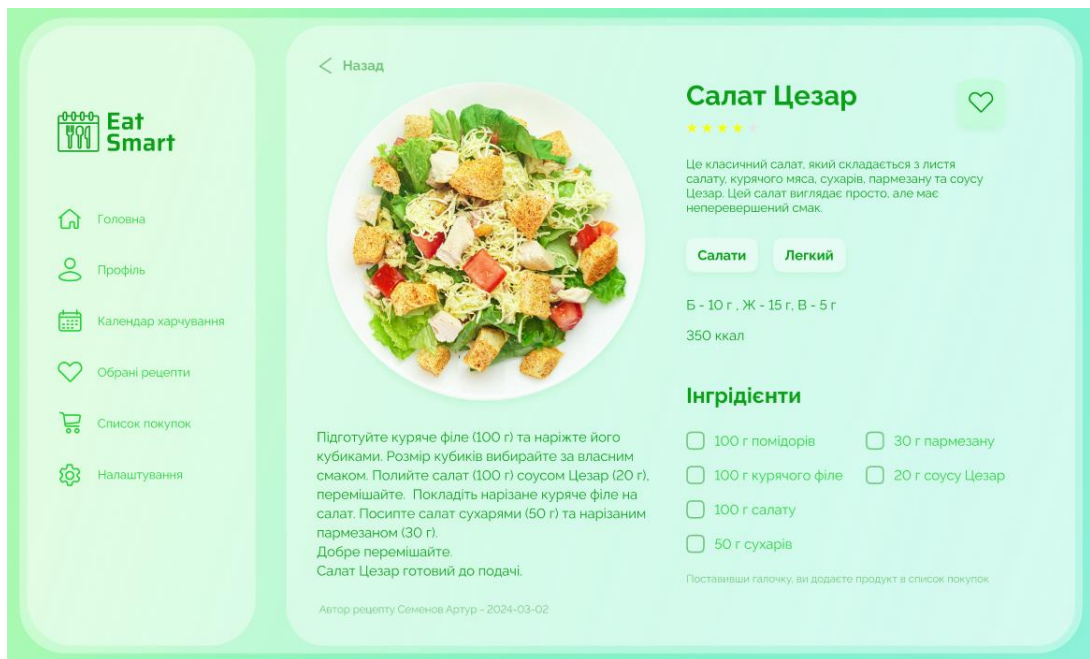 Eat
Smart
Головна
Профіль
Календар харчування
Обрані рецепти
Список покупок
Налаштування
Назад
Підготуйте куряче філе (100 г) та наріжте його
кубиками. Розмір кубиків вибирайте за власним
смаком. Полийте салат (100 г) соусом Цезар (20 г),
перемішайте.  Покладіть нарізане куряче філе на
салат. Посипте салат сухарями (50 г) та нарізаним
пармезаном (30 г).
Добре перемішайте.
Салат Цезар готовий до подачі.
Автор рецепту Семенов Артур - 2024-03-02
Салат Цезар
Це класичний салат, який складається з листя
салату, курячого мяса, сухарів, пармезану та соусу
Цезар. Цей салат виглядає просто, але має
неперевершений смак.
Салати Легкий
Б - 10 г , Ж - 15 г, В - 5 г
350 ккал
Інгрідієнти
100 г помідорів 30 г пармезану
100 г курячого філе 20 г соусу Цезар
100 г салату
50 г сухарів
Поставивши галочку, ви додаєте продукт в список покупок